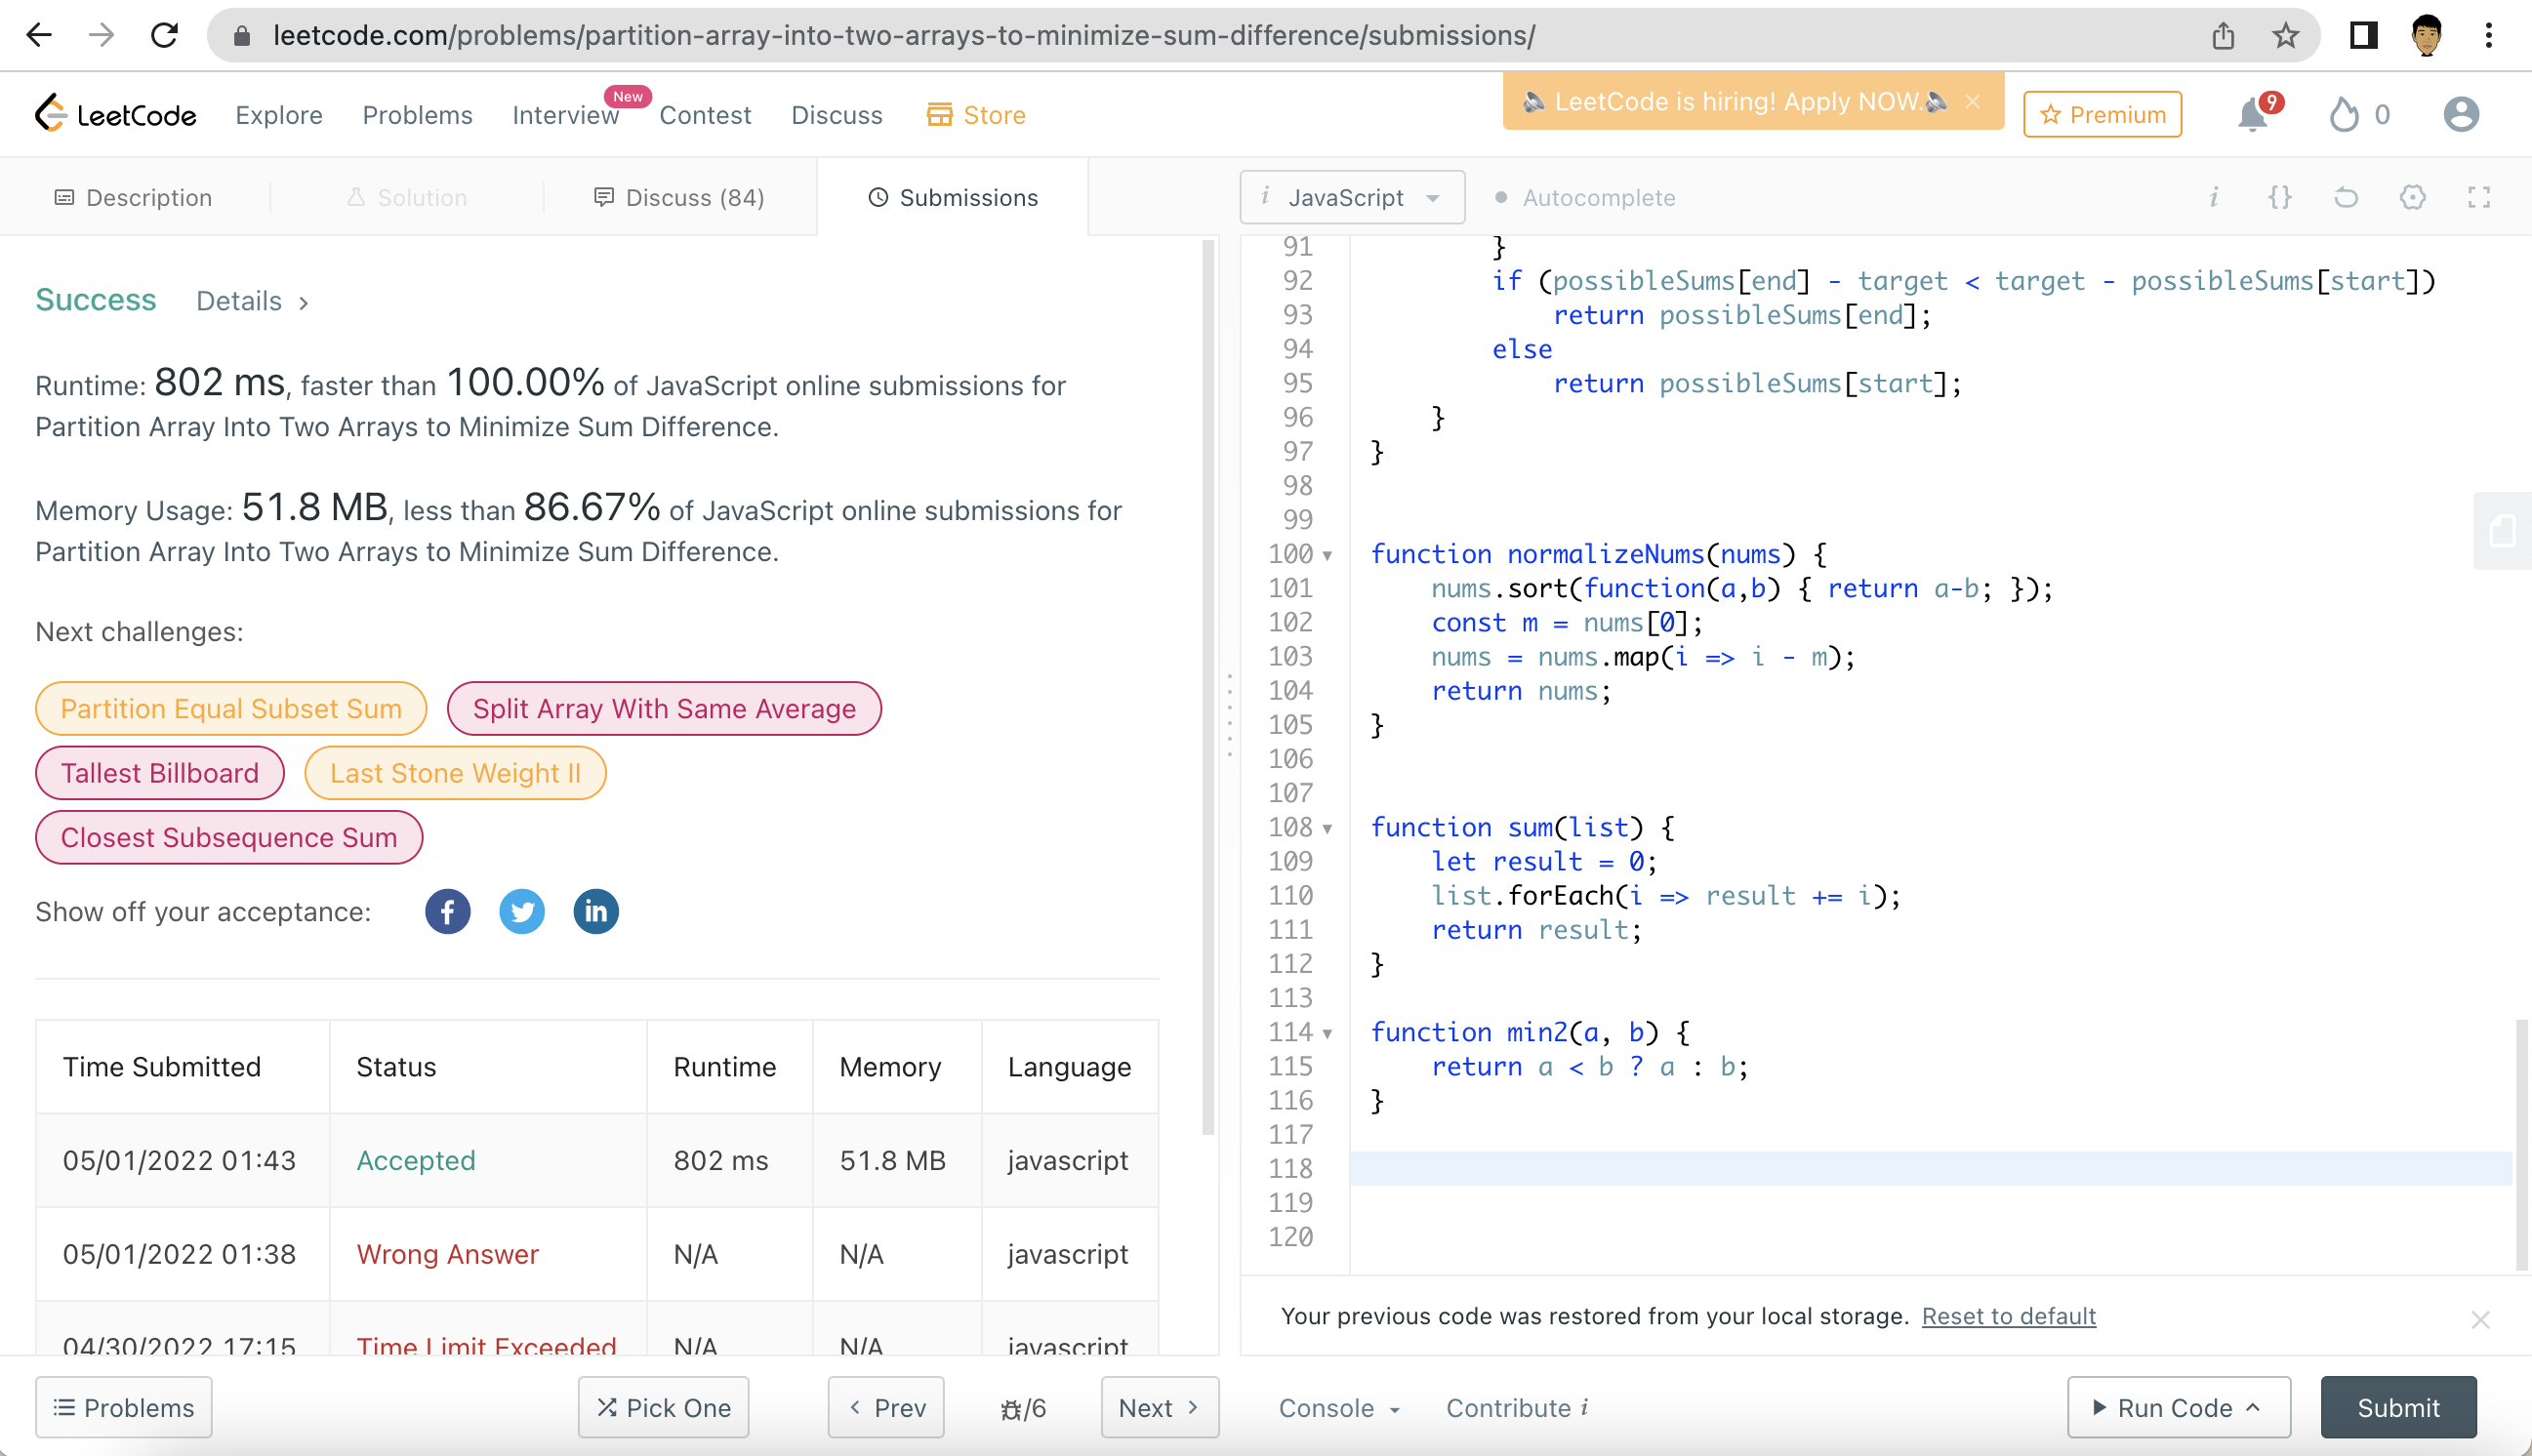 leetcode.com/problems/partition-array-into-two-arrays-to-minimize-sum-difference/submissions/
LeetCode Explore Problems Interview New Contest Discuss Store
LeetCode is hiring! Apply NOW.
Premium 9 0
Description Solution Discuss (84) Submissions
i JavaScript Autocomplete i {}
Success Details >
Runtime: 802 ms, faster than 100.00% of JavaScript online submissions for
Partition Array Into Two Arrays to Minimize Sum Difference.
Memory Usage: 51.8 MB, less than 86.67% of JavaScript online submissions for
Partition Array Into Two Arrays to Minimize Sum Difference.
Next challenges:
Partition Equal Subset Sum Split Array With Same Average
Tallest Billboard Last Stone Weight II
Closest Subsequence Sum
Show off your acceptance: f in
Time Submitted Status Runtime Memory Language
05/01/2022 01:43 Accepted 802 ms 51.8 MB javascript
05/01/2022 01:38 Wrong Answer N/A N/A javascript
04/30/2022 17:15 Time Limit Exceeded N/A N/A javascript
91 }
92 if (possibleSums[end] - target < target - possibleSums[start])
93 return possibleSums[end];
94 else
95 return possibleSums[start];
96 }
97 }
98
99
100 function normalizeNums(nums) {
101 nums.sort(function(a,b) { return a-b; });
102 const m = nums[0];
103 nums = nums.map(i => i - m);
104 return nums;
105 }
106
107
108 function sum(list) {
109 let result = 0;
110 list.forEach(i => result += i);
111 return result;
112 }
113
114 function min2(a, b) {
115 return a < b ? a : b;
116 }
117
118
119
120
Your previous code was restored from your local storage. Reset to default
Problems Pick One < Prev /6 Next > Console Contribute i Run Code Submit